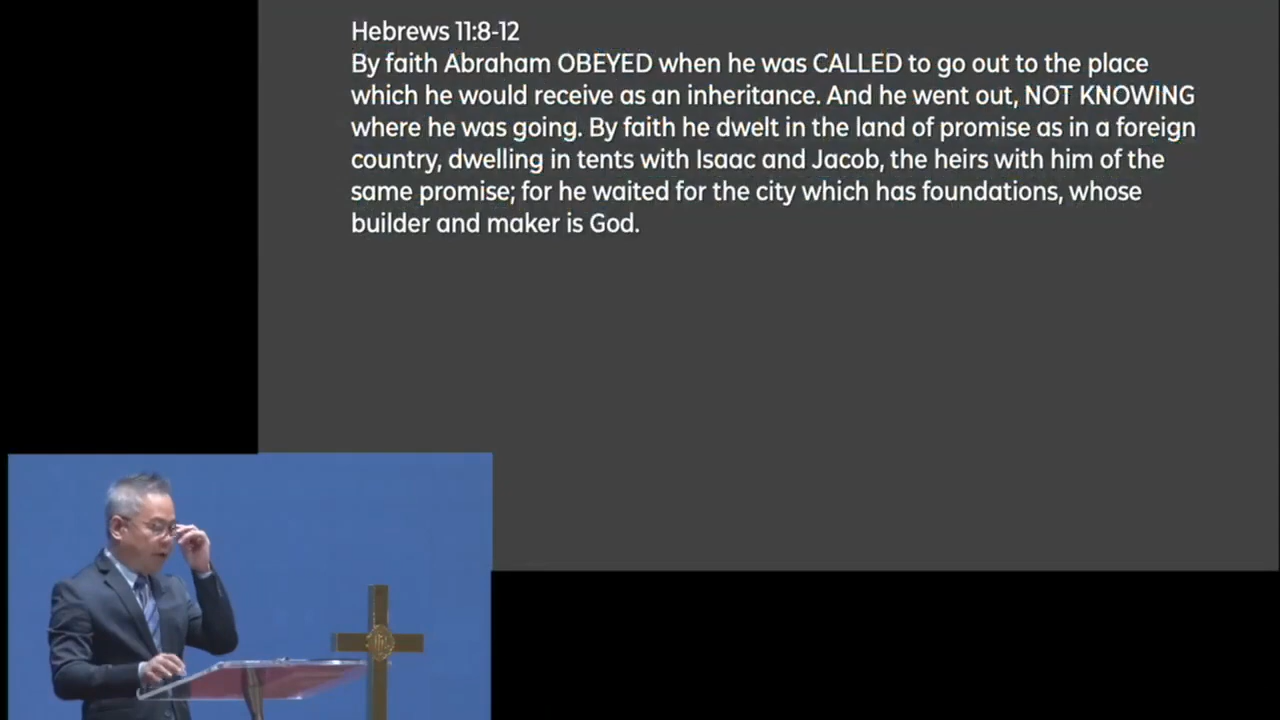 Hebrews 11:8-12
By faith Abraham OBEYED when he was CALLED to go out to the place
which he would receive as an inheritance. And he went out, NOT KNOWING
where he was going. By faith he dwelt in the land of promise as in a foreign
country, dwelling in tents with Isaac and Jacob, the heirs with him of the
same promise; for he waited for the city which has foundations, whose
builder and maker is God.